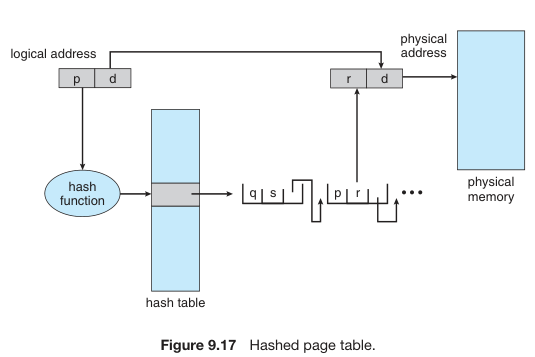 logical address
physical
address
p d
r d
hash
function
q s
p r
•••
physical
memory
hash table
Figure 9.17 Hashed page table.